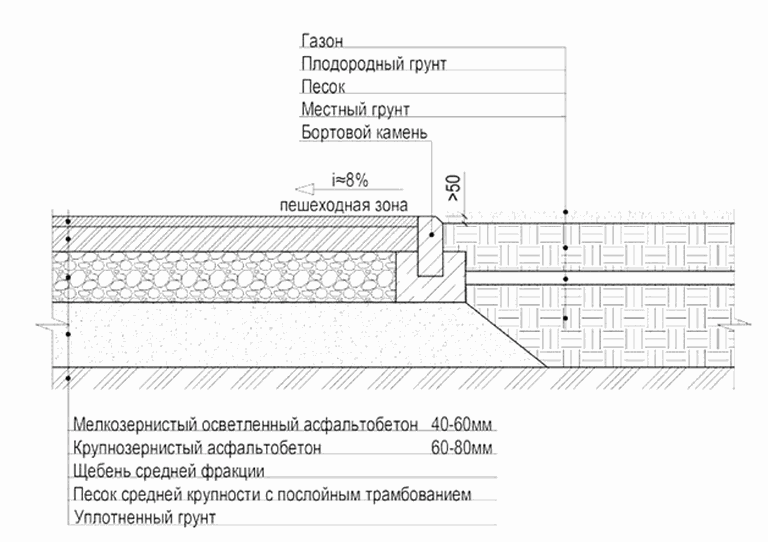 Газон
Плодородный грунт
Песок
Местный грунт
Бортовой камень
i≈8%
пешеходная зона
>50
Мелкозернистый осветленный асфальтобетон 40-60мм
Крупнозернистый асфальтобетон 60-80мм
Щебень средней фракции
Песок средней крупности с послойным трамбованием
Уплотненный грунт